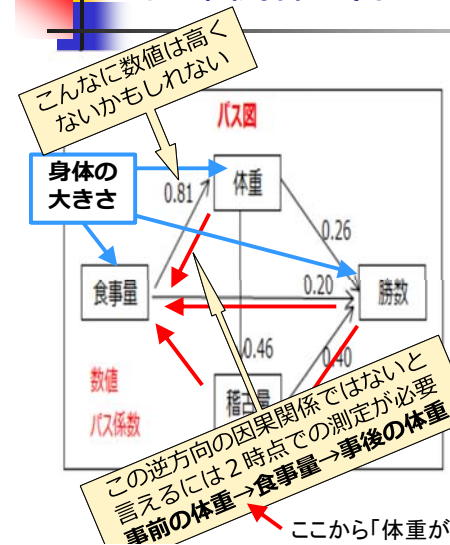 こんなに数値は高く
ないかもしれない
パス図
身体の
大きさ
0.81
体重
0.26
食事量
0.20
勝数
0.46
0.40
数値
パス係数
稽古量
この逆方向の因果関係ではないと
言えるには２時点での測定が必要
事前の体重→食事量→事後の体重
ここから「体重が